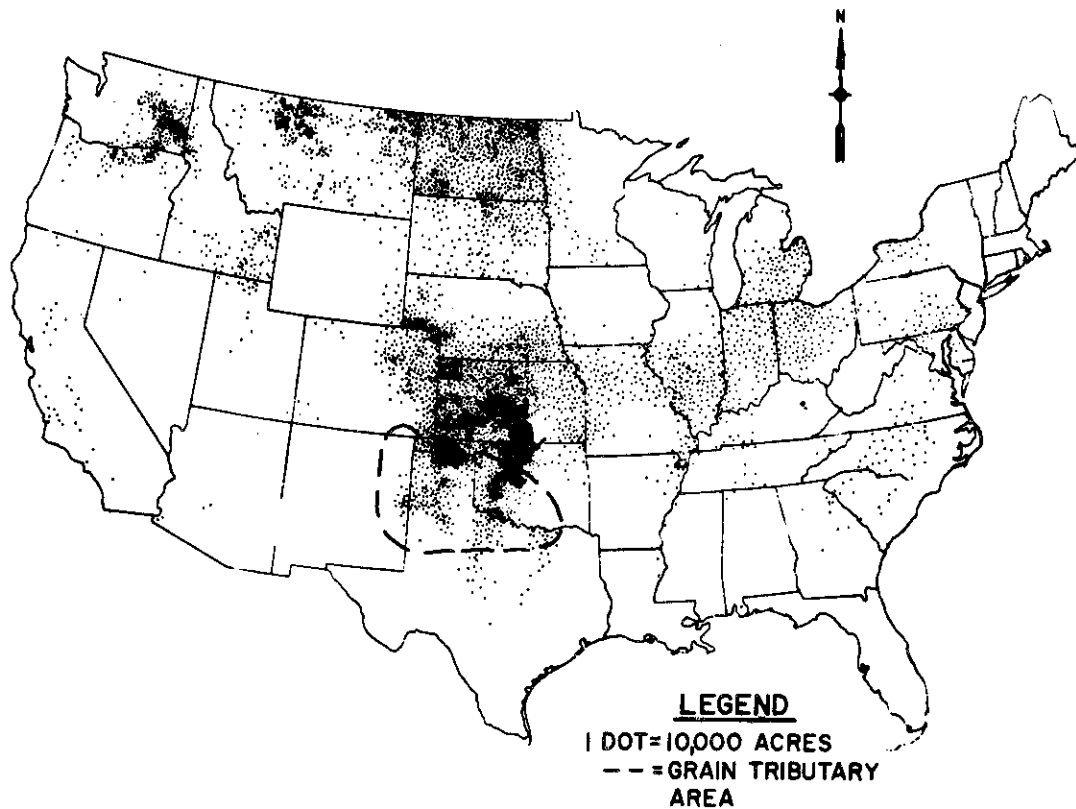 N
LEGEND
1 DOT=10,000 ACRES
-- = GRAIN TRIBUTARY
AREA